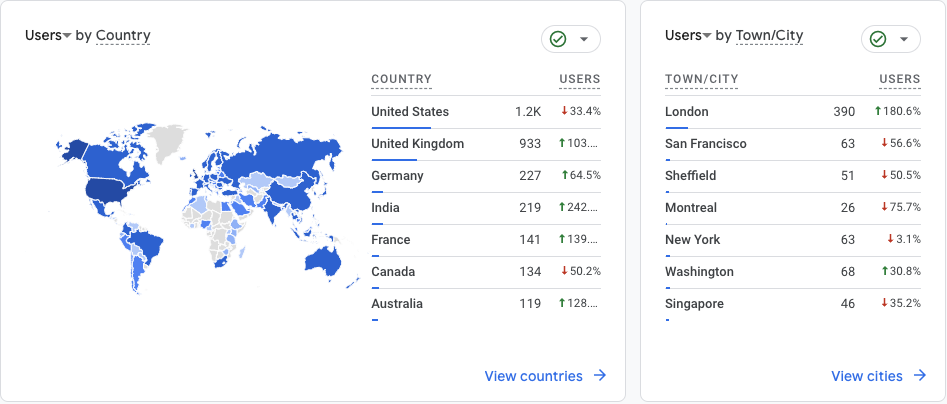 Users by Country
COUNTRY USERS
United States 1.2K ↓33.4%
United Kingdom 933 ↑103....
Germany 227 ↑64.5%
India 219 ↑242....
France 141 ↑139....
Canada 134 ↓50.2%
Australia 119 ↑128....
View countries →
Users by Town/City
TOWN/CITY USERS
London 390 ↑180.6%
San Francisco 63 ↓56.6%
Sheffield 51 ↓50.5%
Montreal 26 ↓75.7%
New York 63 ↓3.1%
Washington 68 ↑30.8%
Singapore 46 ↓35.2%
View cities →